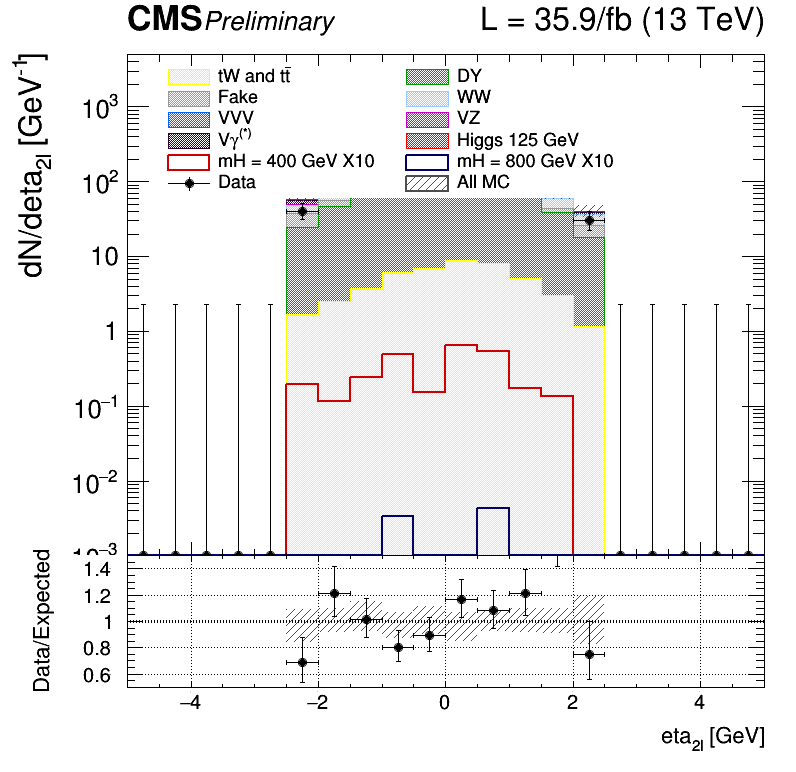 CMS Preliminary L = 35.9/fb (13 TeV)
dN/deta2l [GeV-1]
tW and tt̄ DY
Fake WW
VVV VZ
Vγ(*) Higgs 125 GeV
mH = 400 GeV X10 mH = 800 GeV X10
Data All MC
10³
10²
10
1
10⁻¹
10⁻²
10⁻³
Data/Expected
1.4
1.2
1
0.8
0.6
−4 −2 0 2 4
eta2l [GeV]